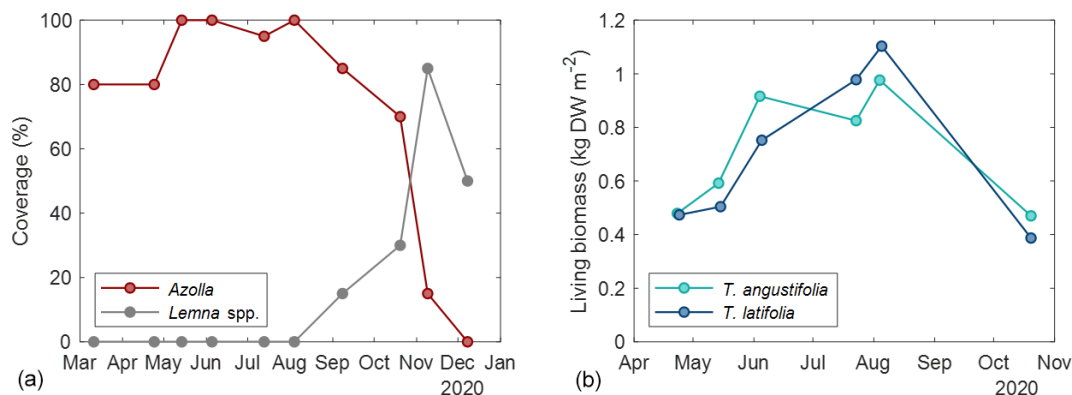 100
80
60
40
20
0
Coverage (%)
Azolla
Lemna spp.
Mar Apr May Jun Jul Aug Sep Oct Nov Dec Jan
2020
(a)
1.2
1
0.8
0.6
0.4
0.2
0
Living biomass (kg DW m⁻²)
T. angustifolia
T. latifolia
Apr May Jun Jul Aug Sep Oct Nov
2020
(b)